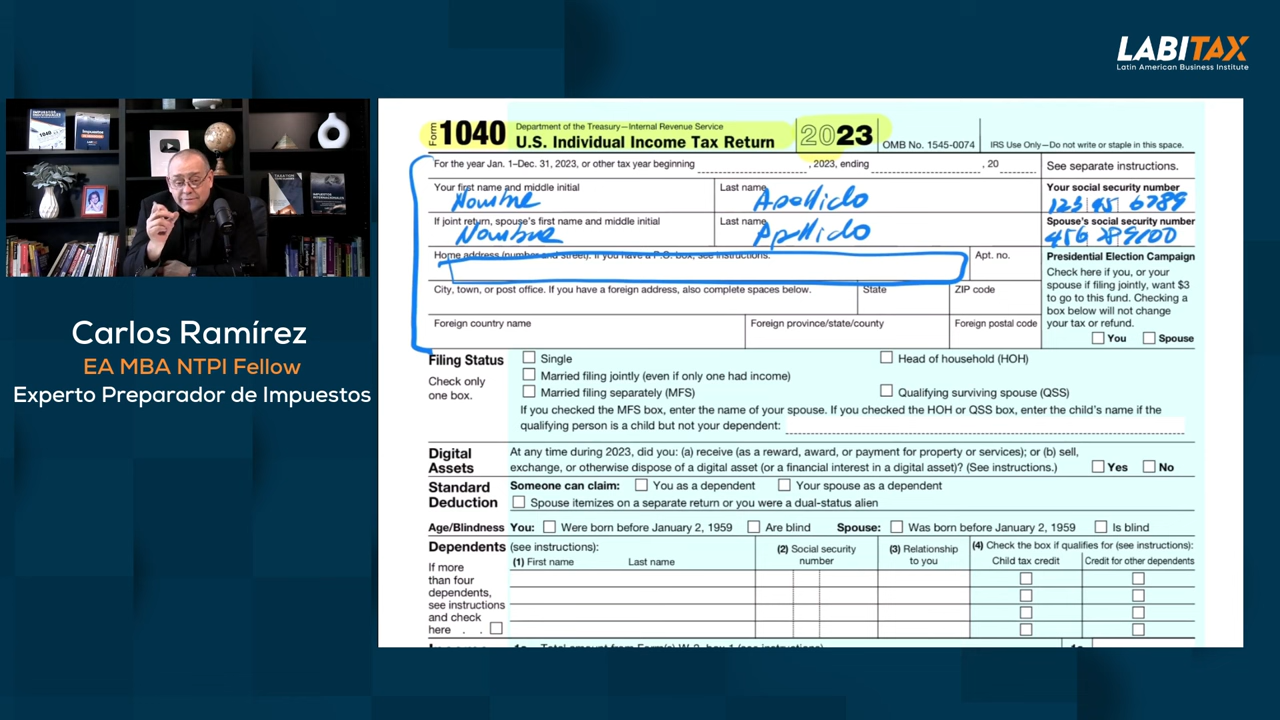 LABITAX
Latin American Business Institute
Carlos Ramírez
EA MBA NTPI Fellow
Experto Preparador de Impuestos
Form 1040 Department of the Treasury—Internal Revenue Service
U.S. Individual Income Tax Return 2023 OMB No. 1545-0074 IRS Use Only—Do not write or staple in this space.
For the year Jan. 1–Dec. 31, 2023, or other tax year beginning , 2023, ending , 20 See separate instructions.
Your first name and middle initial Last name Your social security number
Nombre Apellido 123 45 6789
If joint return, spouse's first name and middle initial Last name Spouse's social security number
Nombre Apellido 456
Home address (number and street). If you have a P.O. box, see instructions. Apt. no. Presidential Election Campaign
Check here if you, or your
spouse if filing jointly, want $3
to go to this fund. Checking a
box below will not change
your tax or refund.
You Spouse
City, town, or post office. If you have a foreign address, also complete spaces below. State ZIP code
Foreign country name Foreign province/state/county Foreign postal code
Filing Status
Check only
one box.
Single Head of household (HOH)
Married filing jointly (even if only one had income)
Married filing separately (MFS) Qualifying surviving spouse (QSS)
If you checked the MFS box, enter the name of your spouse. If you checked the HOH or QSS box, enter the child's name if the
qualifying person is a child but not your dependent:
Digital
Assets
At any time during 2023, did you: (a) receive (as a reward, award, or payment for property or services); or (b) sell,
exchange, or otherwise dispose of a digital asset (or a financial interest in a digital asset)? (See instructions.) Yes No
Standard
Deduction
Someone can claim: You as a dependent Your spouse as a dependent
Spouse itemizes on a separate return or you were a dual-status alien
Age/Blindness You: Were born before January 2, 1959 Are blind Spouse: Was born before January 2, 1959 Is blind
Dependents (see instructions):
If more
than four
dependents,
see instructions
and check
here . .
(1) First name Last name
(2) Social security
number
(3) Relationship
to you
(4) Check the box if qualifies for (see instructions):
Child tax credit Credit for other dependents
1a Total amount from Form(s) W-2, box 1 (see instructions) 1a